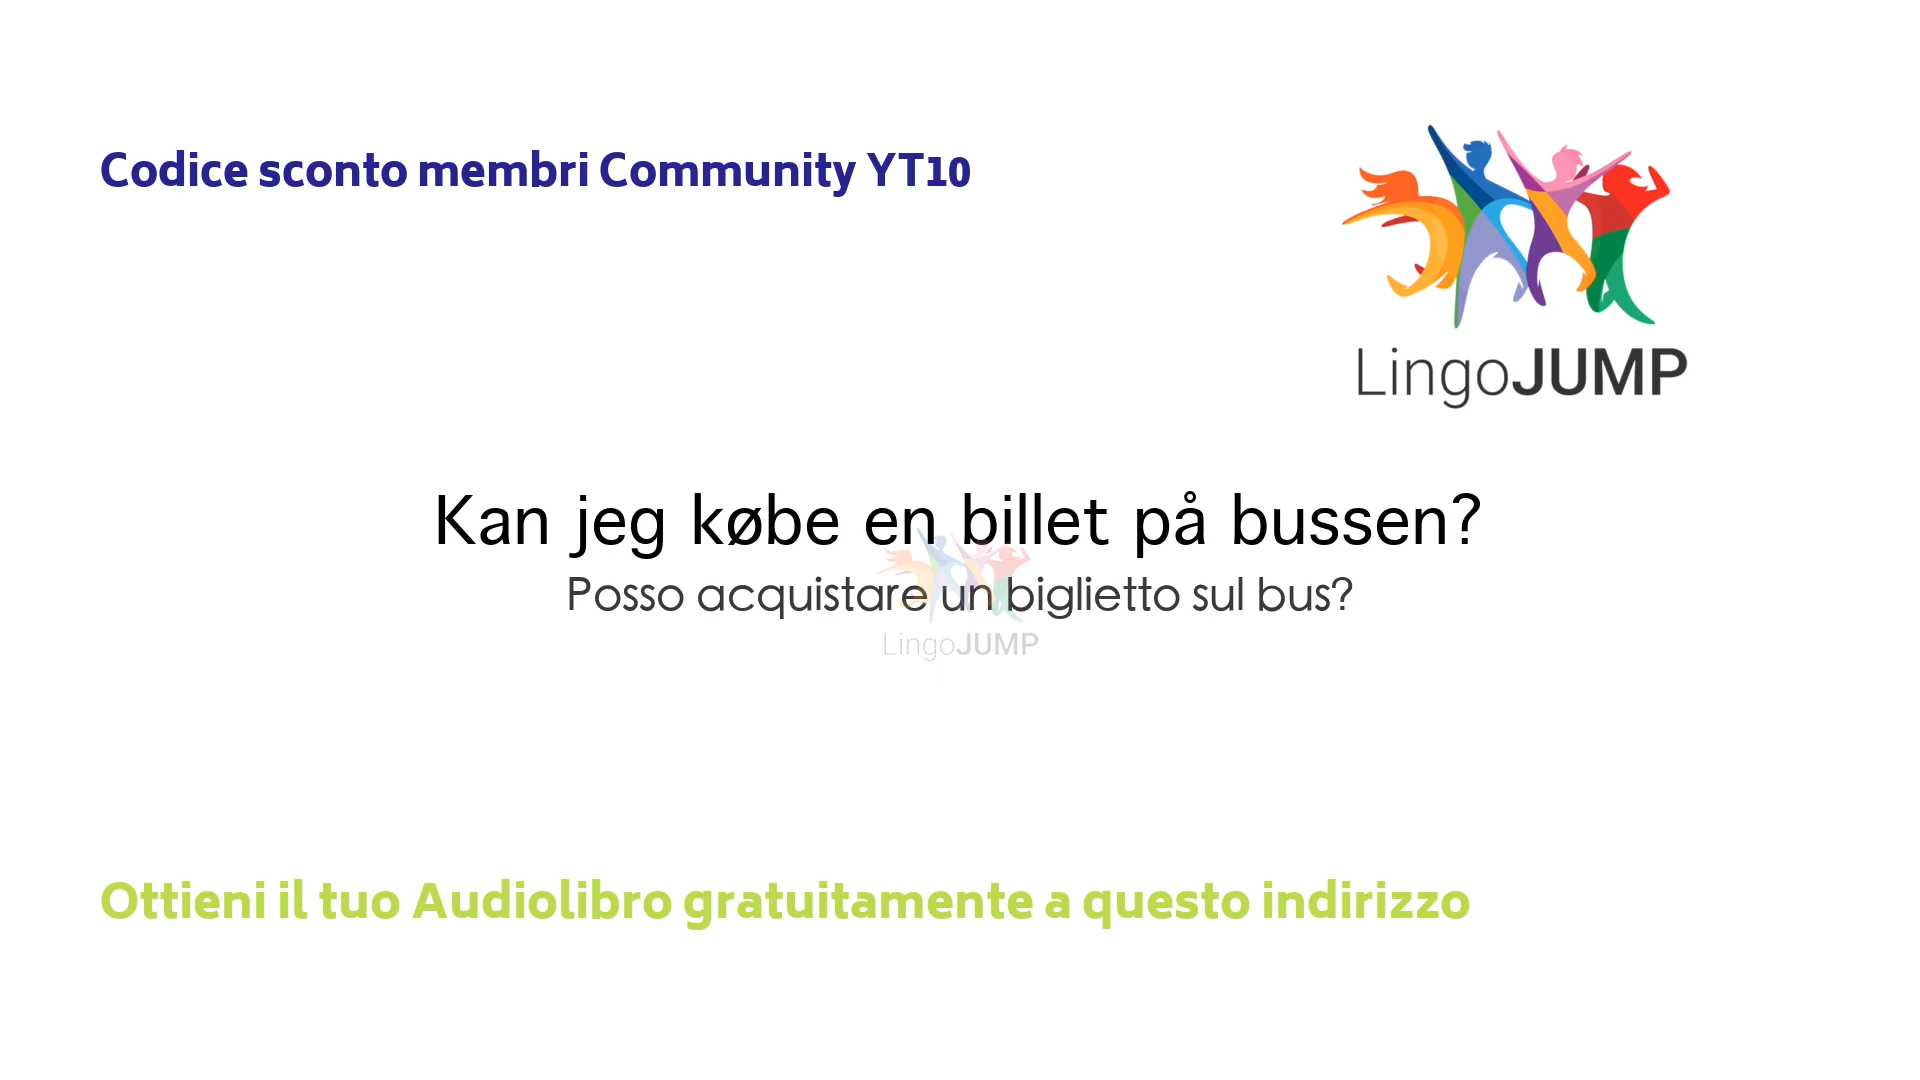 Codice sconto membri Community YT10
LingoJUMP
Kan jeg købe en billet på bussen?
Posso acquistare un biglietto sul bus?
LingoJUMP
Ottieni il tuo Audiolibro gratuitamente a questo indirizzo